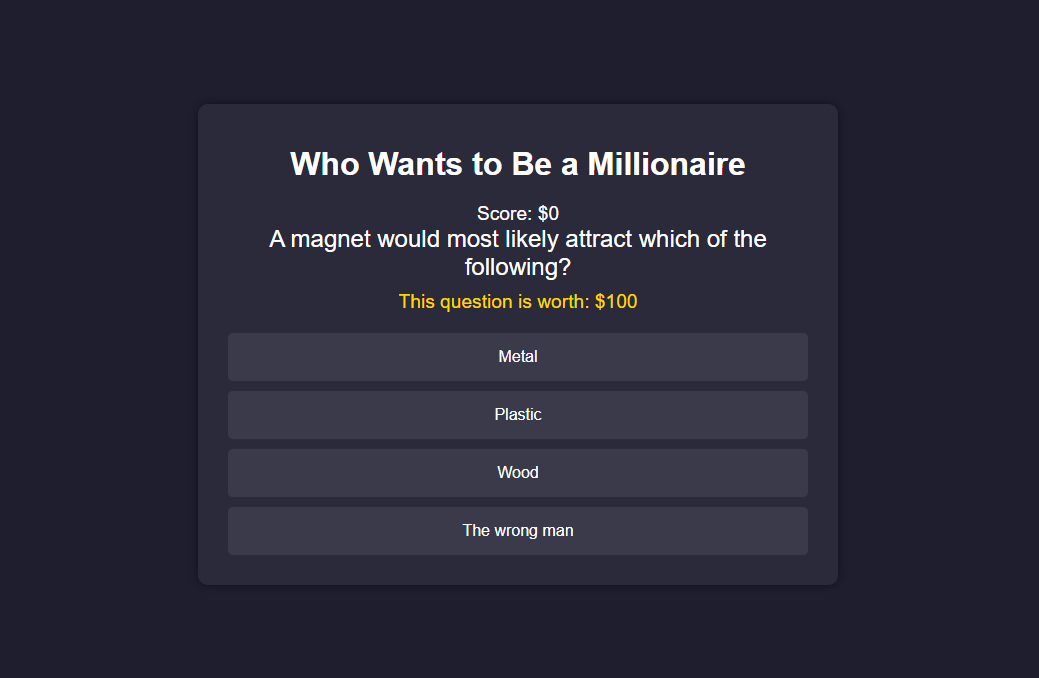 Who Wants to Be a Millionaire
Score: $0
A magnet would most likely attract which of the
following?
This question is worth: $100
Metal
Plastic
Wood
The wrong man